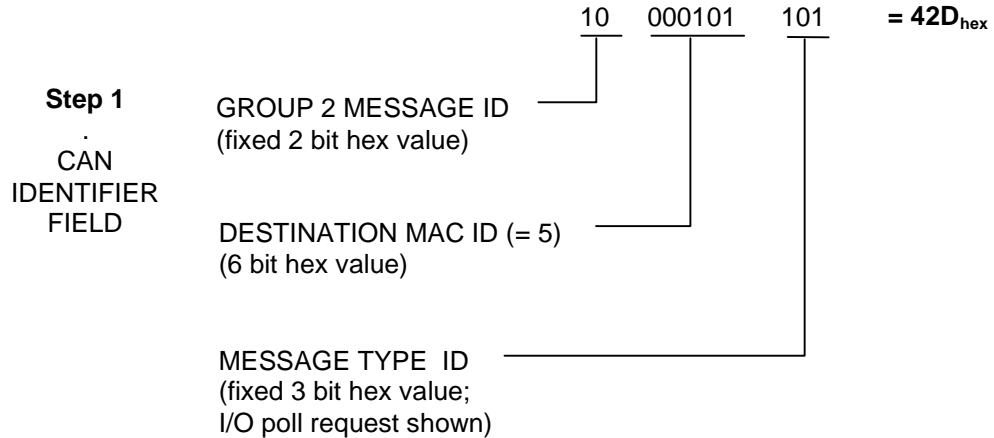 10 000101 101 = 42Dhex
Step 1
.
CAN
IDENTIFIER
FIELD
GROUP 2 MESSAGE ID
(fixed 2 bit hex value)
DESTINATION MAC ID (= 5)
(6 bit hex value)
MESSAGE TYPE ID
(fixed 3 bit hex value;
I/O poll request shown)